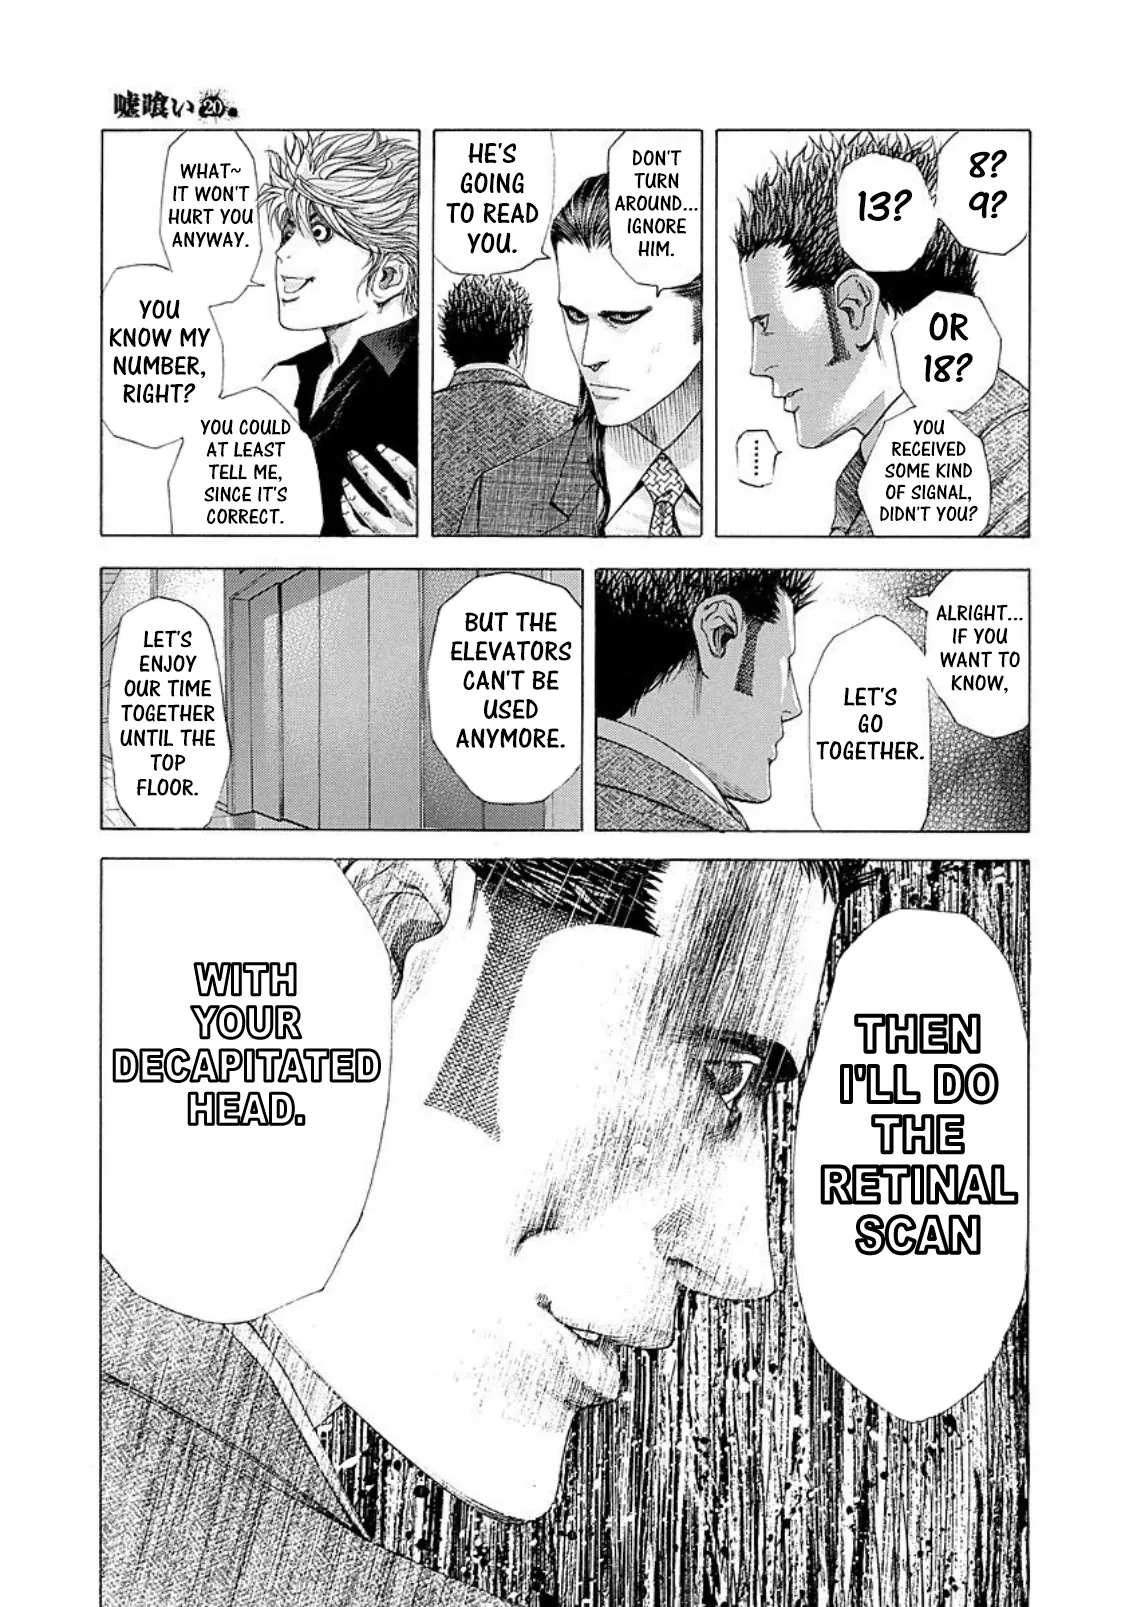 嘘喰い 20
8?
9?
13?
OR
18?
YOU
RECEIVED
SOME KIND
OF SIGNAL,
DIDN'T YOU?
......
DON'T
TURN
AROUND...
IGNORE
HIM.
HE'S
GOING
TO READ
YOU.
WHAT~
IT WON'T
HURT YOU
ANYWAY.
YOU
KNOW MY
NUMBER,
RIGHT?
YOU COULD
AT LEAST
TELL ME,
SINCE IT'S
CORRECT.
ALRIGHT...
IF YOU
WANT TO
KNOW,
LET'S
GO
TOGETHER.
BUT THE
ELEVATORS
CAN'T BE
USED
ANYMORE.
LET'S
ENJOY
OUR TIME
TOGETHER
UNTIL THE
TOP
FLOOR.
THEN
I'LL DO
THE
RETINAL
SCAN
WITH
YOUR
DECAPITATED
HEAD.